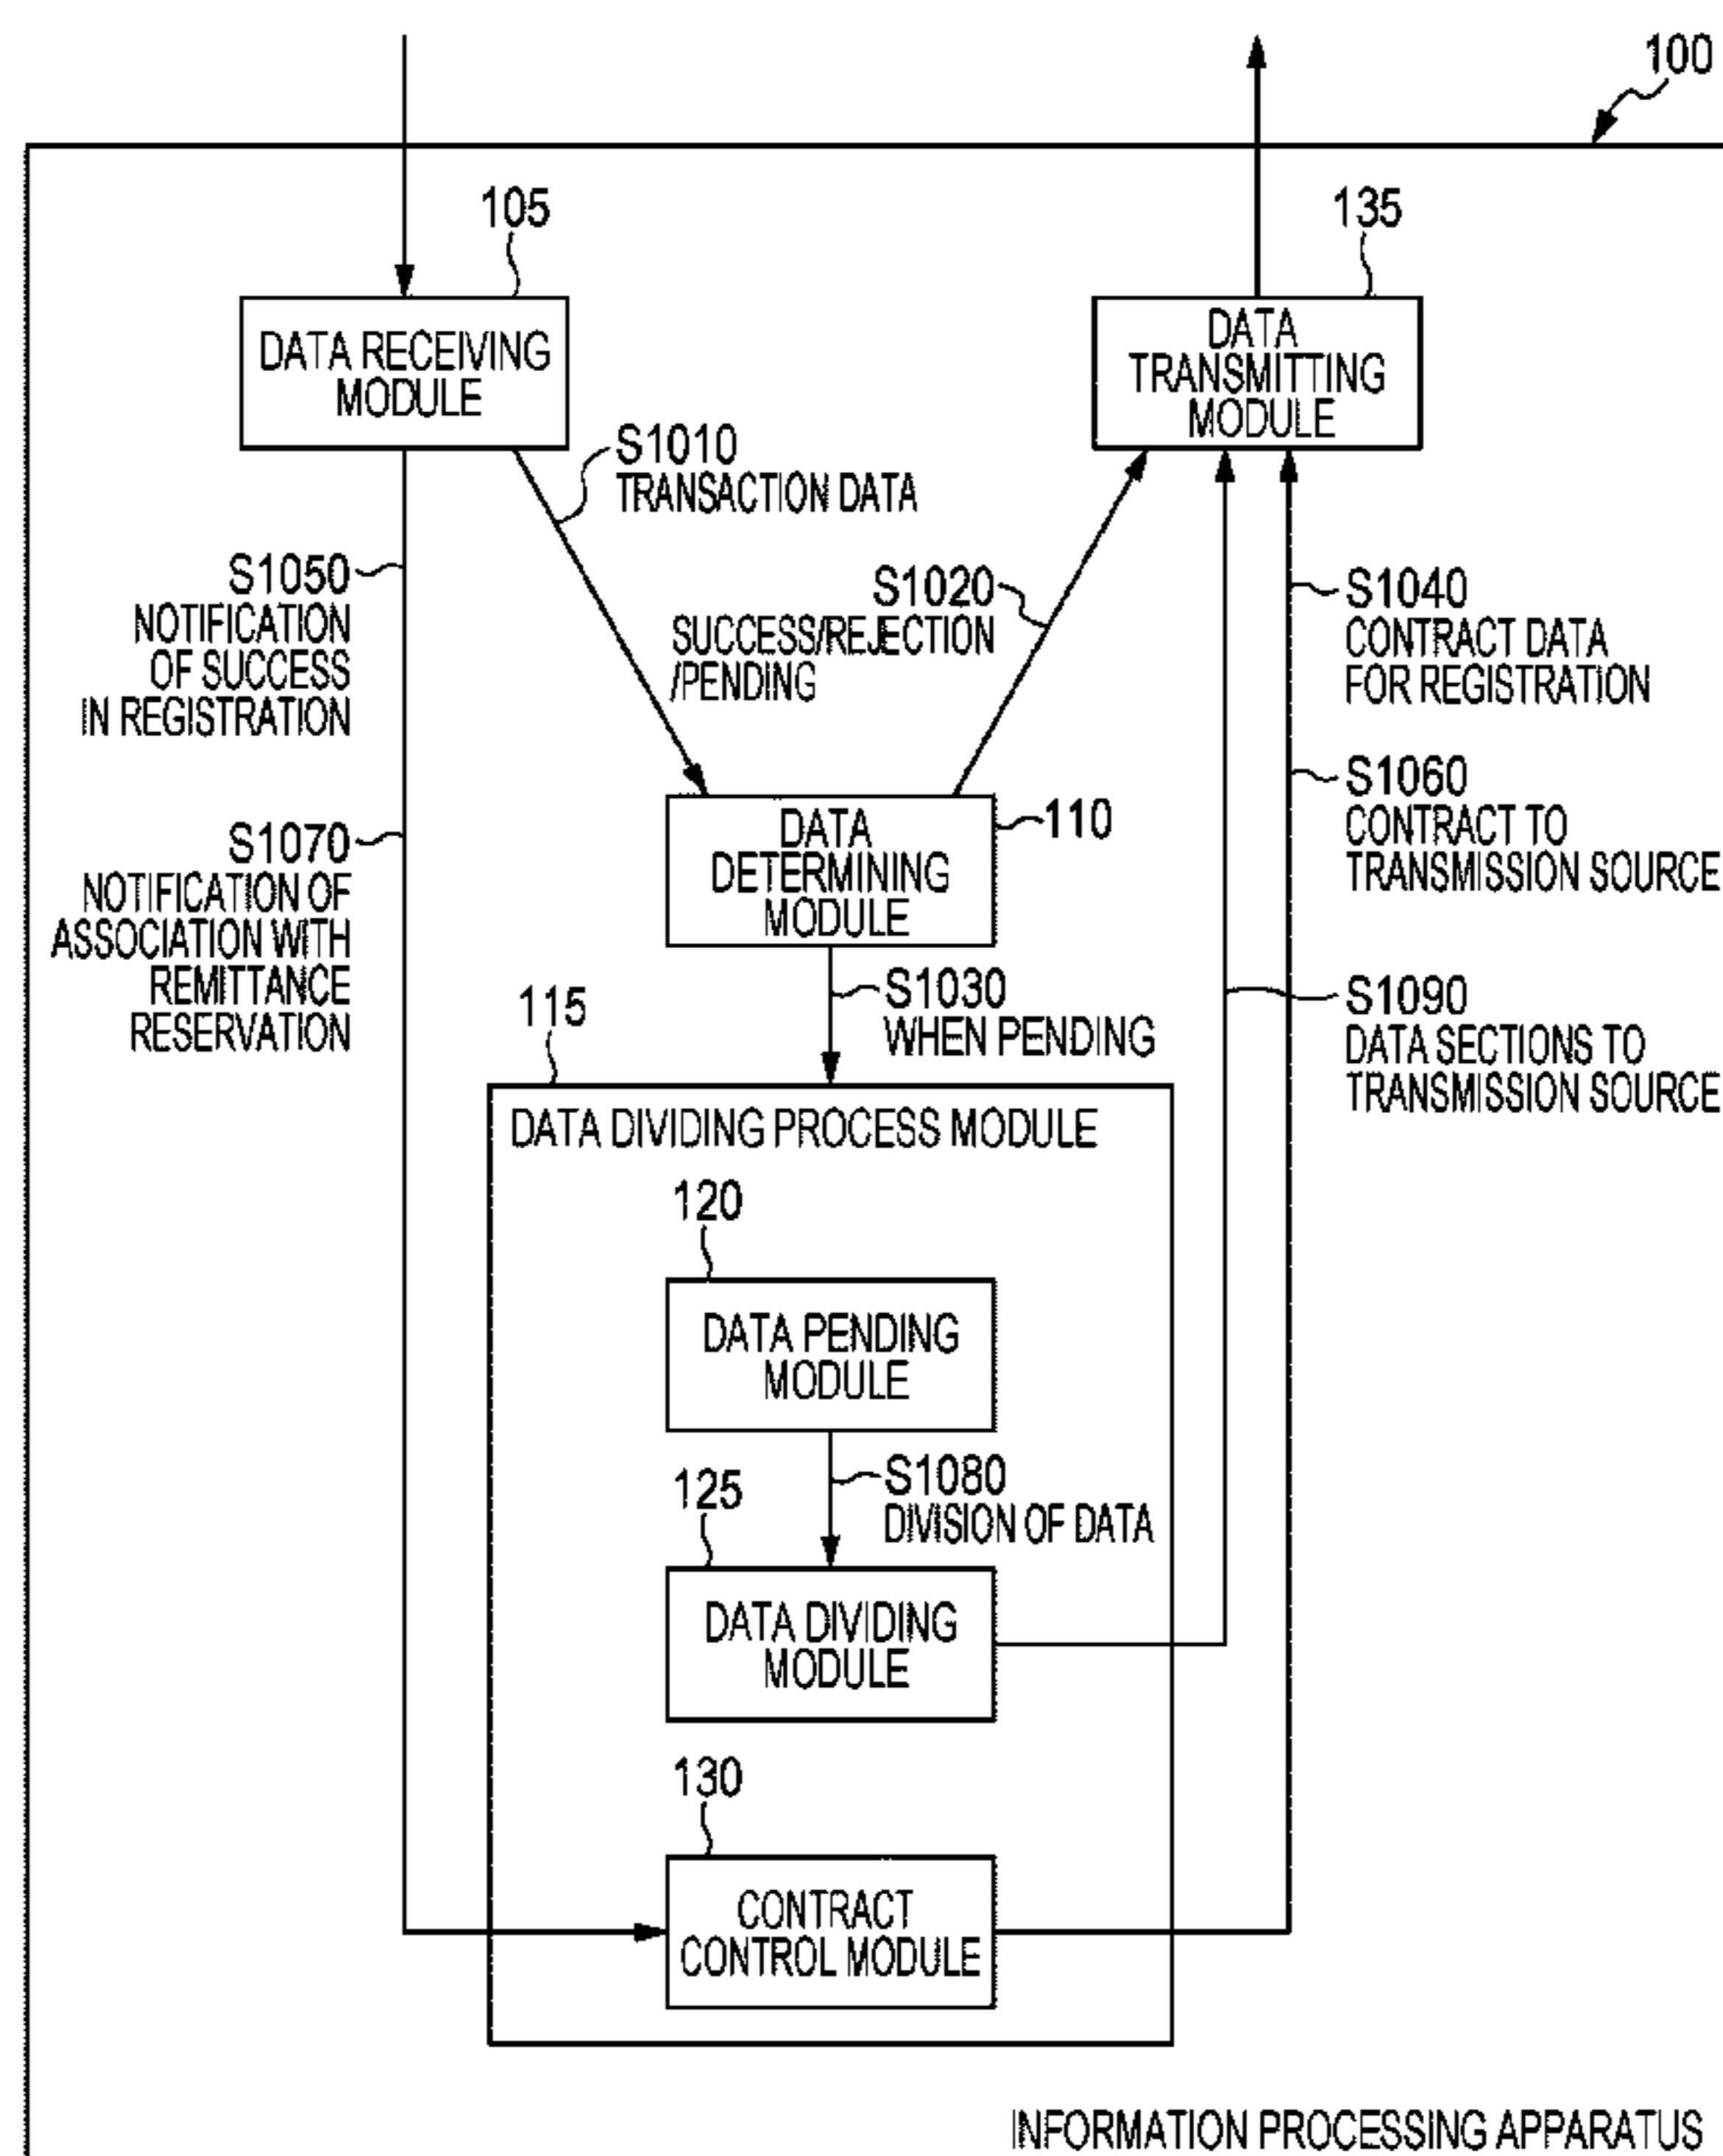 100
105
135
DATA RECEIVING
MODULE
DATA
TRANSMITTING
MODULE
S1010
TRANSACTION DATA
S1050
NOTIFICATION
OF SUCCESS
IN REGISTRATION
S1020
SUCCESS/REJECTION
/PENDING
S1040
CONTRACT DATA
FOR REGISTRATION
S1060
CONTRACT TO
TRANSMISSION SOURCE
S1070
NOTIFICATION OF
ASSOCIATION WITH
REMITTANCE
RESERVATION
DATA
DETERMINING
MODULE
110
S1030
WHEN PENDING
S1090
DATA SECTIONS TO
TRANSMISSION SOURCE
115
DATA DIVIDING PROCESS MODULE
120
DATA PENDING
MODULE
S1080
DIVISION OF DATA
125
DATA DIVIDING
MODULE
130
CONTRACT
CONTROL MODULE
INFORMATION PROCESSING APPARATUS